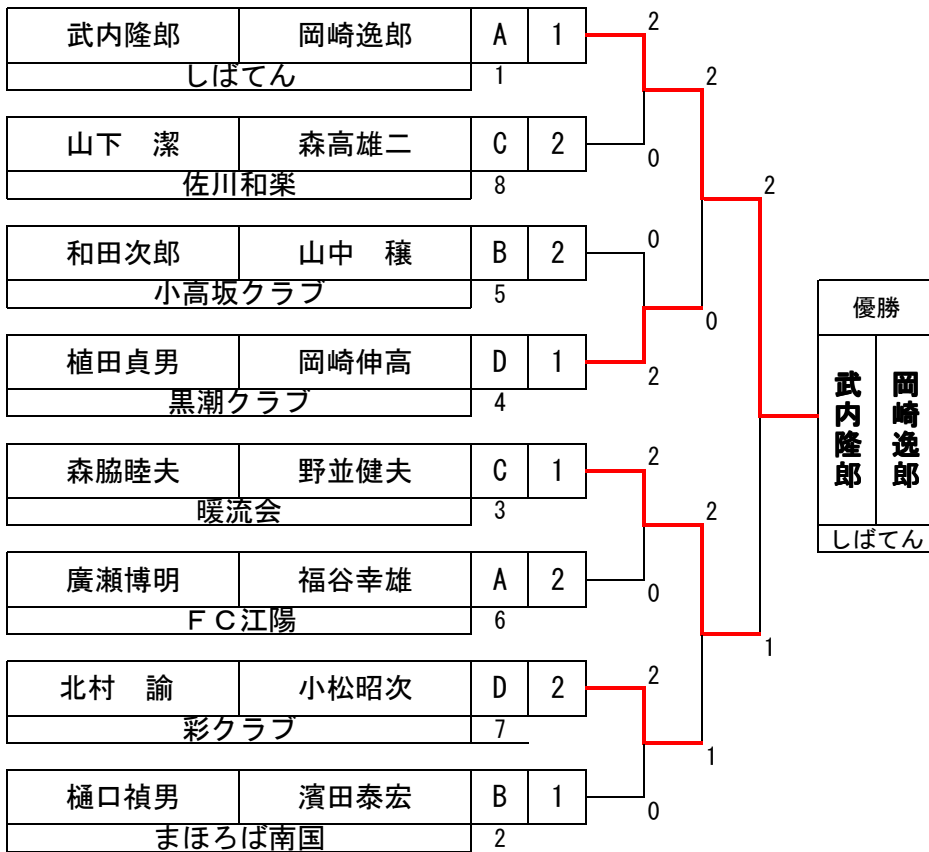 武内隆郎 岡崎逸郎 A 1
しばてん 1
山下　潔 森高雄二 C 2
佐川和楽 8
和田次郎 山中　穣 B 2
小高坂クラブ 5
植田貞男 岡崎伸高 D 1
黒潮クラブ 4
森脇睦夫 野並健夫 C 1
暖流会 3
廣瀬博明 福谷幸雄 A 2
ＦＣ江陽 6
北村　諭 小松昭次 D 2
彩クラブ 7
樋口禎男 濱田泰宏 B 1
まほろば南国 2
2
0
0
2
2
0
2
0
2
0
2
1
2
1
優勝
武内隆郎
岡崎逸郎
しばてん